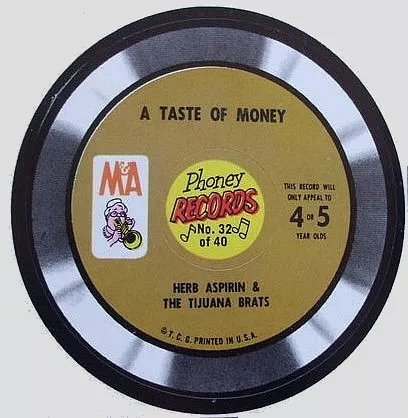 A TASTE OF MONEY
M&A
Phoney
RECORDS
No. 32
of 40
THIS RECORD WILL
ONLY APPEAL TO
4 OR 5
YEAR OLDS
HERB ASPIRIN &
THE TIJUANA BRATS
© T. C. G. PRINTED IN U.S.A.